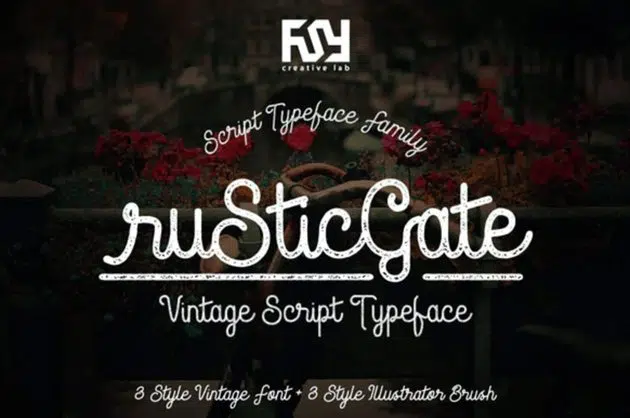 FSY
creative lab
Script Typeface Family
ruSticGate
Vintage Script Typeface
3 Style Vintage Font + 3 Style Illustrator Brush